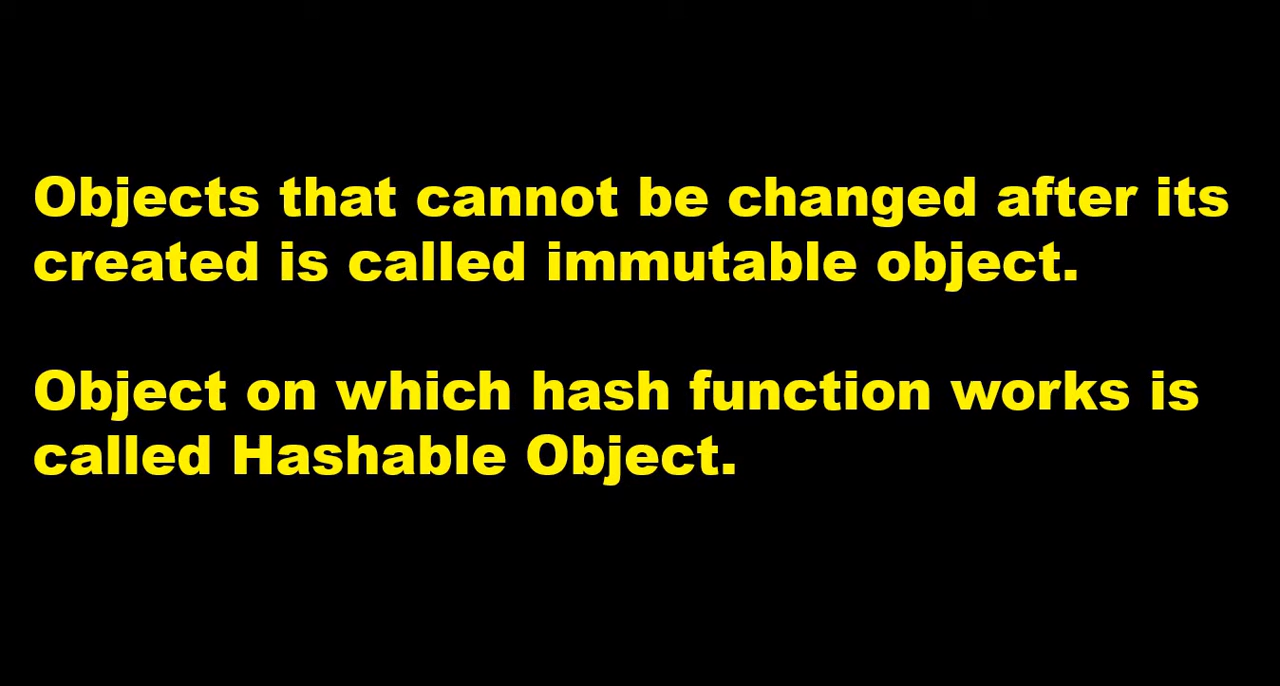 Objects that cannot be changed after its
created is called immutable object.
Object on which hash function works is
called Hashable Object.